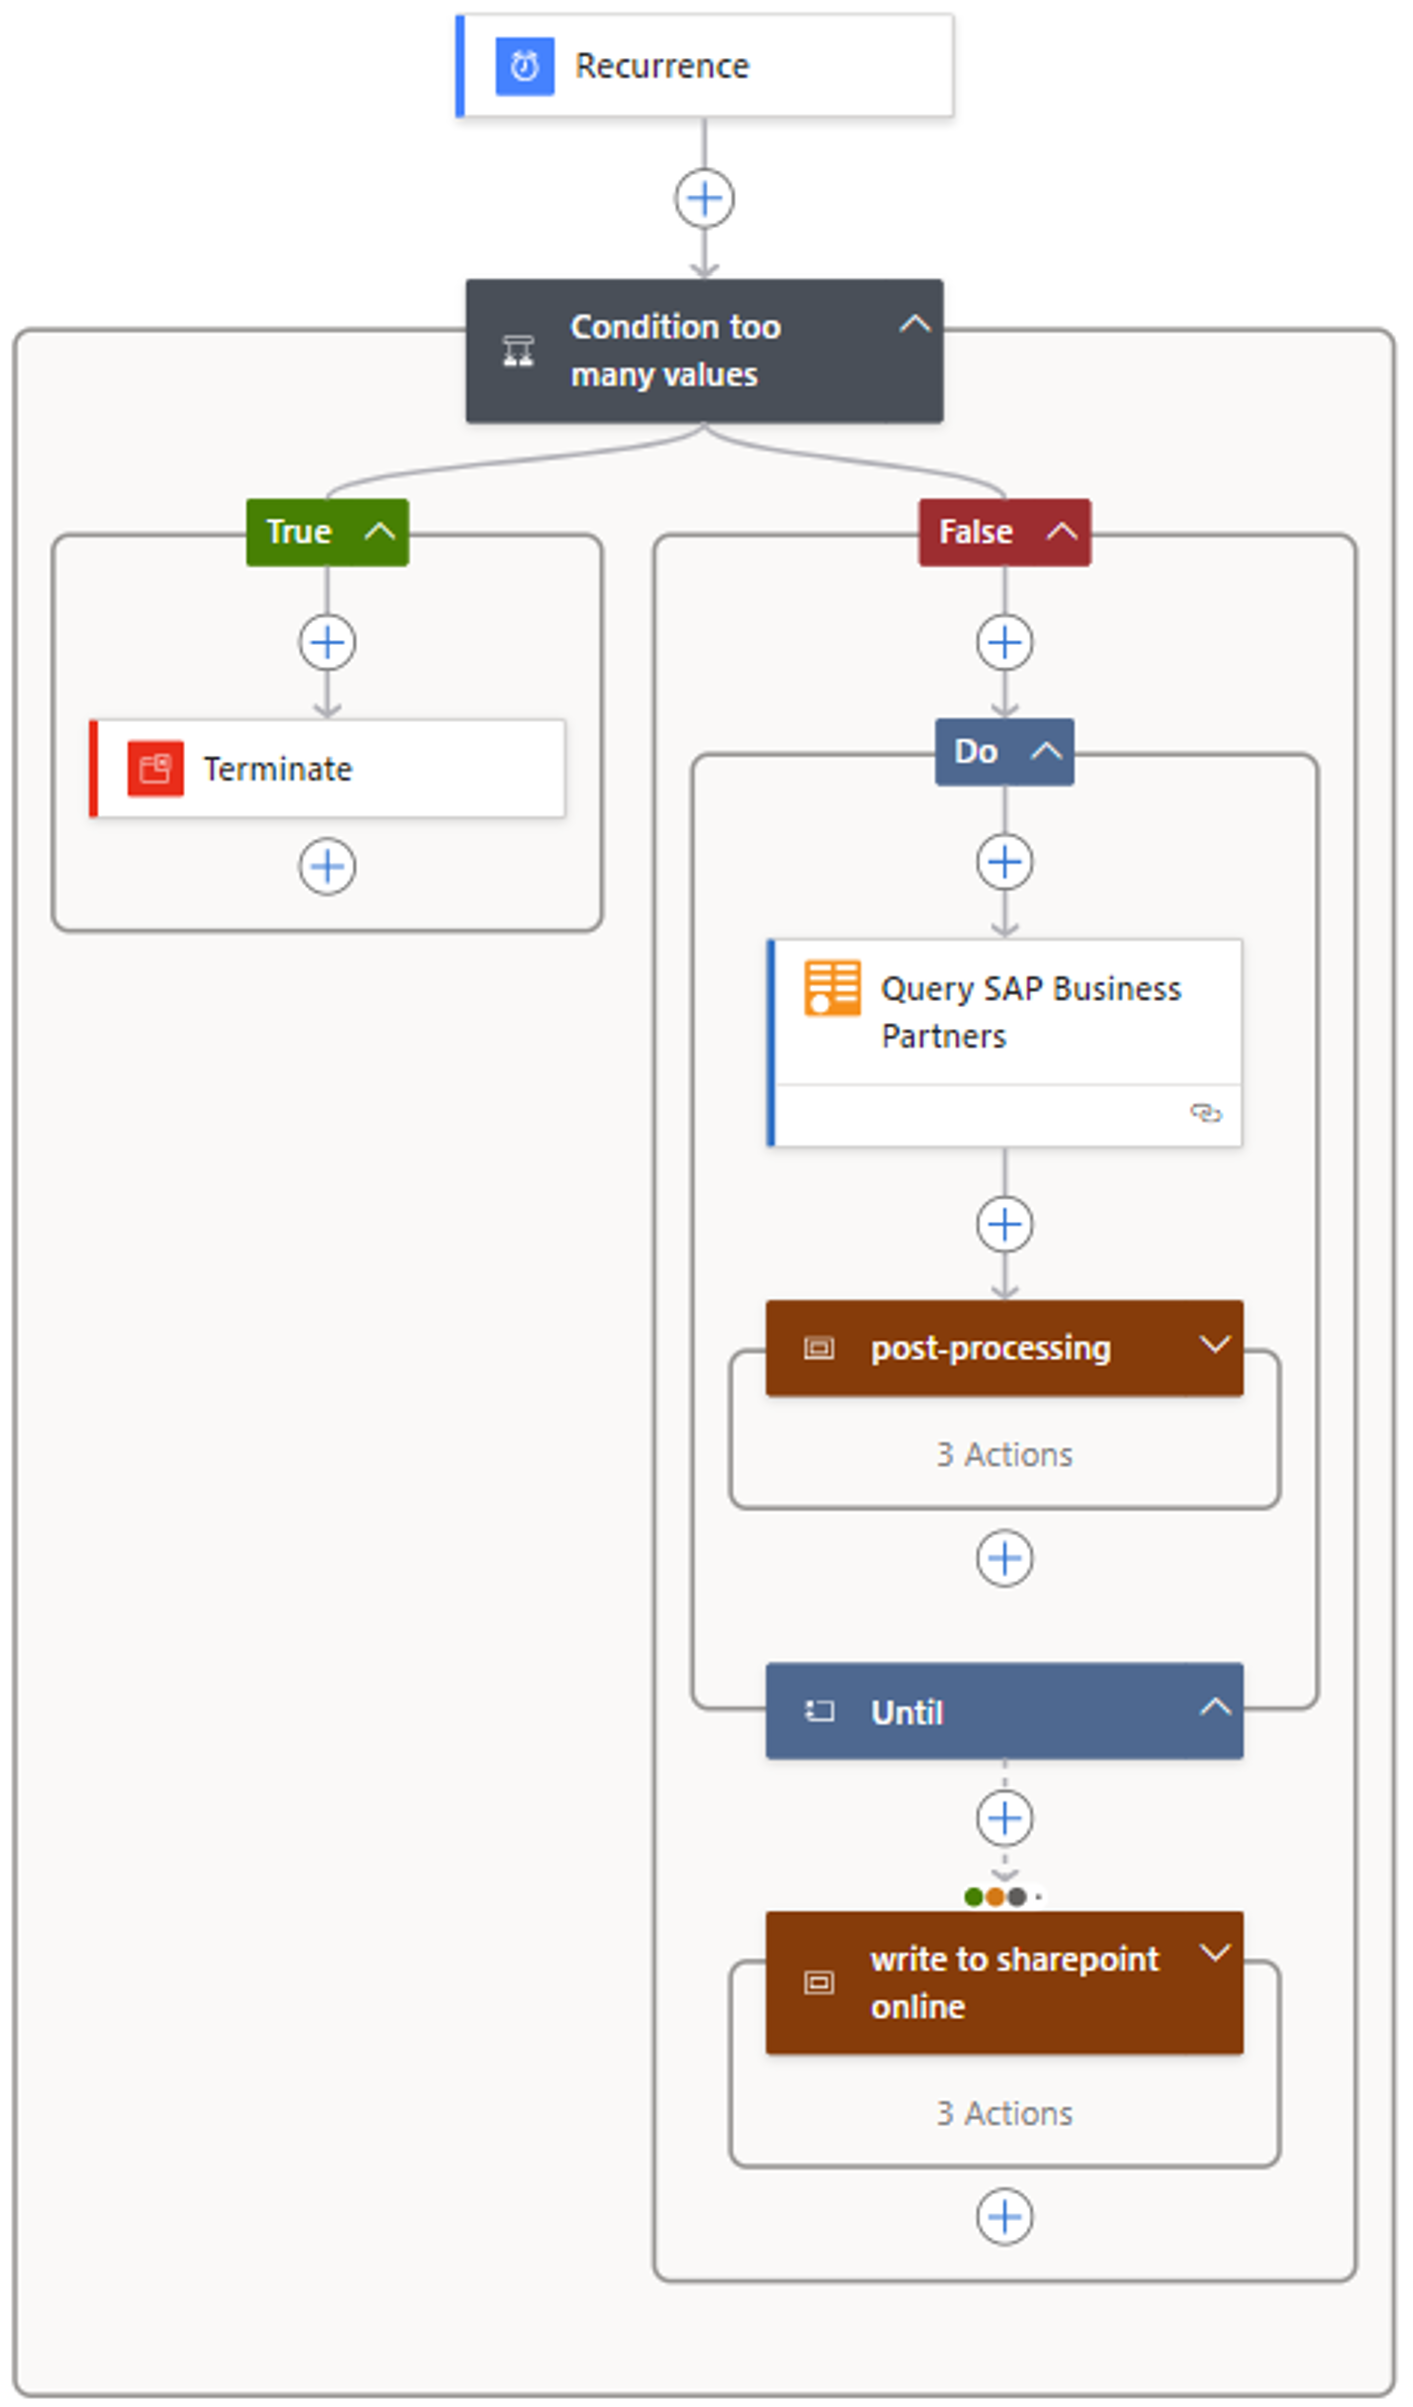 Recurrence
Condition too
many values
True
False
Terminate
Do
Query SAP Business
Partners
post-processing
3 Actions
Until
write to sharepoint
online
3 Actions